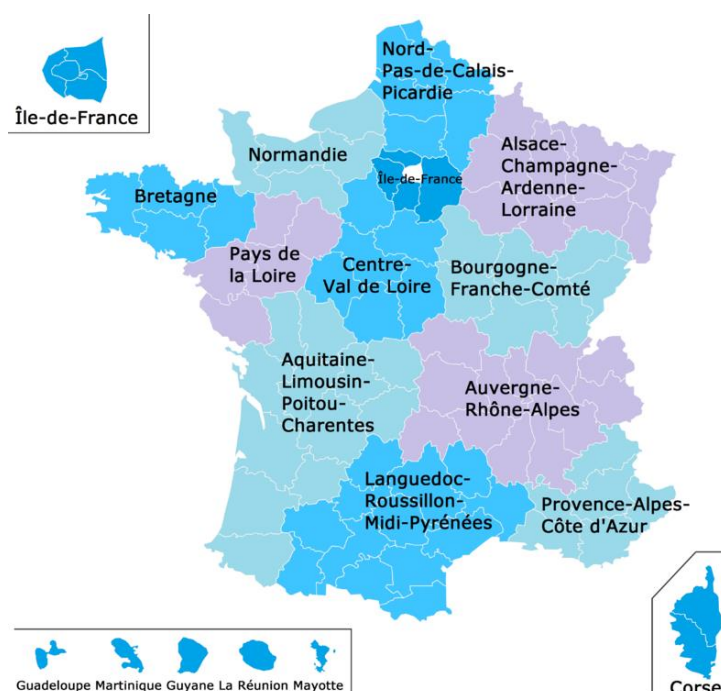 Nord-
Pas-de-Calais-
Picardie
Île-de-France
Normandie
Île-de-France
Alsace-
Champagne-
Ardenne-
Lorraine
Bretagne
Pays de
la Loire
Centre-
Val de Loire
Bourgogne-
Franche-Comté
Aquitaine-
Limousin-
Poitou-
Charentes
Auvergne-
Rhône-Alpes
Languedoc-
Roussillon-
Midi-Pyrénées
Provence-Alpes-
Côte d'Azur
Guadeloupe Martinique Guyane La Réunion Mayotte
Corse